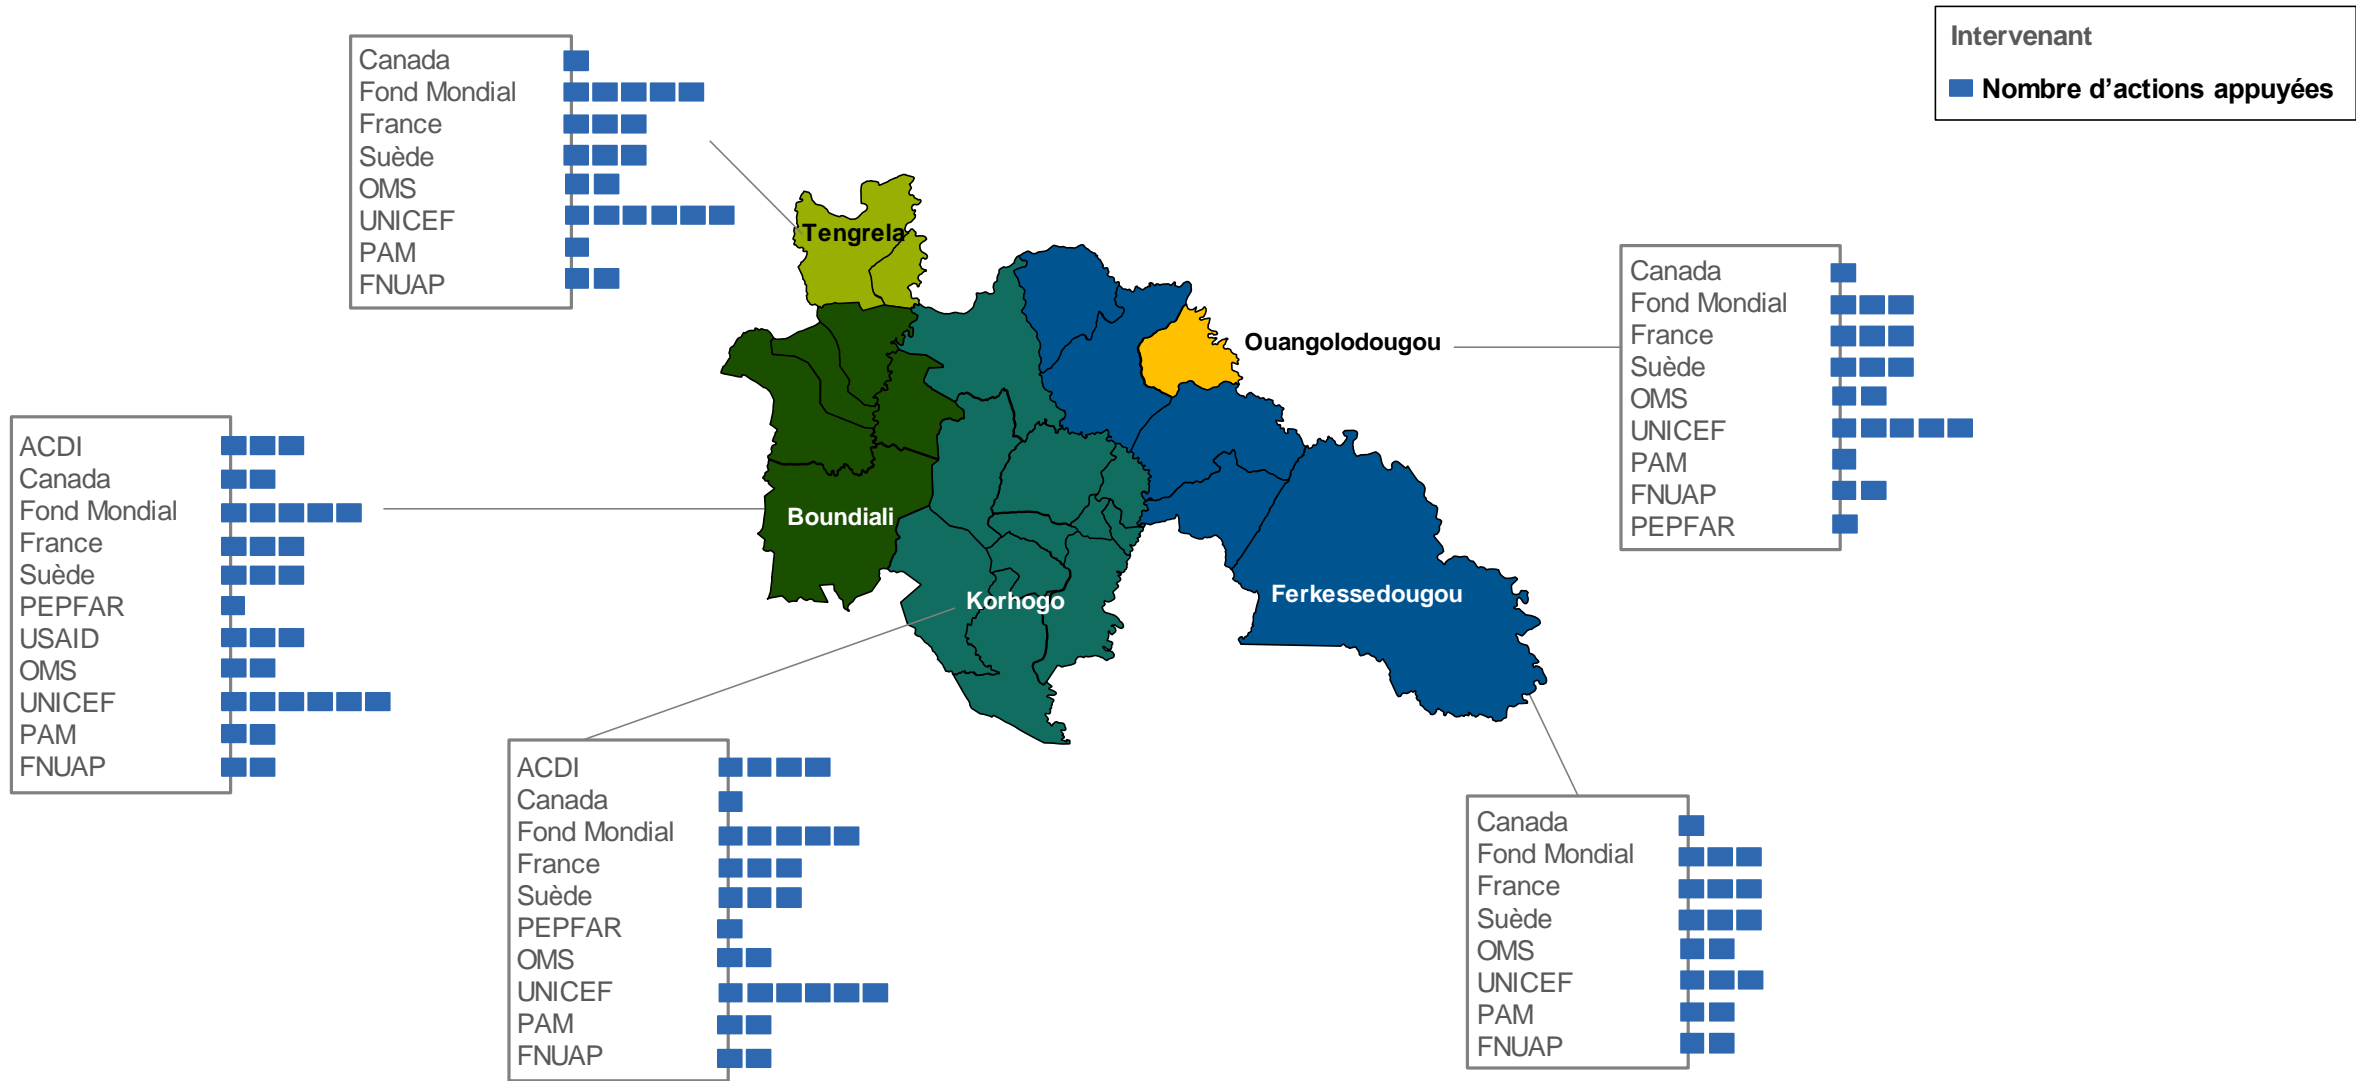 Intervenant
Nombre d’actions appuyées
Canada
Fond Mondial
France
Suède
OMS
UNICEF
PAM
FNUAP
Tengrela
Ouangolodougou
Canada
Fond Mondial
France
Suède
OMS
UNICEF
PAM
FNUAP
PEPFAR
ACDI
Canada
Fond Mondial
France
Suède
PEPFAR
USAID
OMS
UNICEF
PAM
FNUAP
Boundiali
Korhogo
Ferkessedougou
ACDI
Canada
Fond Mondial
France
Suède
PEPFAR
OMS
UNICEF
PAM
FNUAP
Canada
Fond Mondial
France
Suède
OMS
UNICEF
PAM
FNUAP